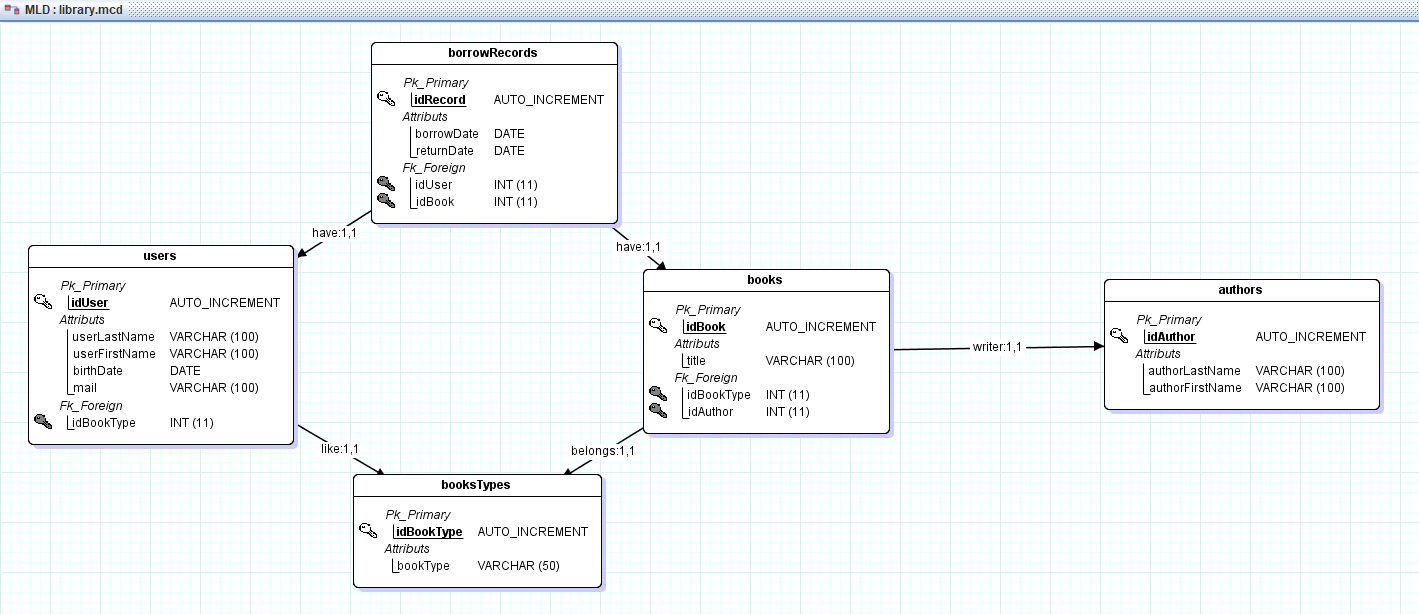 MLD : library.mcd
borrowRecords
Pk_Primary
idRecord AUTO_INCREMENT
Attributs
borrowDate DATE
returnDate DATE
Fk_Foreign
idUser INT (11)
idBook INT (11)
have:1,1
have:1,1
users
Pk_Primary
idUser AUTO_INCREMENT
Attributs
userLastName VARCHAR (100)
userFirstName VARCHAR (100)
birthDate DATE
mail VARCHAR (100)
Fk_Foreign
idBookType INT (11)
books
Pk_Primary
idBook AUTO_INCREMENT
Attributs
title VARCHAR (100)
Fk_Foreign
idBookType INT (11)
idAuthor INT (11)
writer:1,1
authors
Pk_Primary
idAuthor AUTO_INCREMENT
Attributs
authorLastName VARCHAR (100)
authorFirstName VARCHAR (100)
like:1,1
belongs:1,1
booksTypes
Pk_Primary
idBookType AUTO_INCREMENT
Attributs
bookType VARCHAR (50)